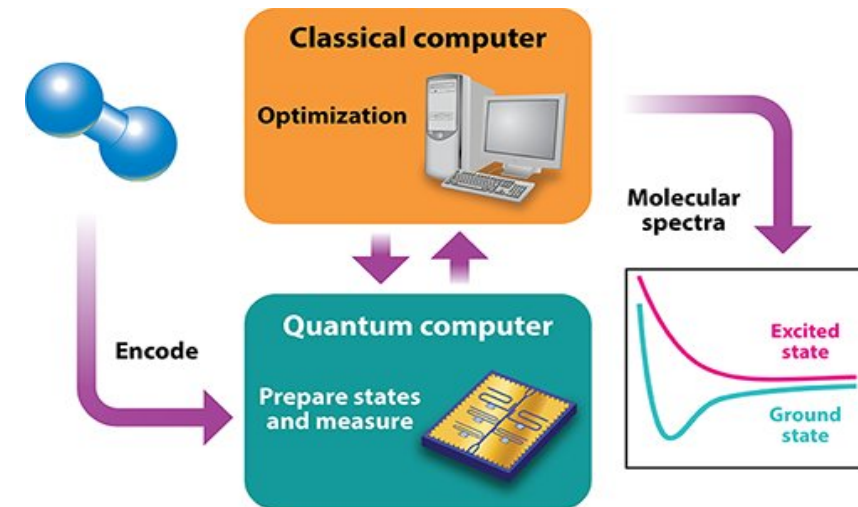 Classical computer
Optimization
Molecular
spectra
Encode
Quantum computer
Prepare states
and measure
Excited
state
Ground
state